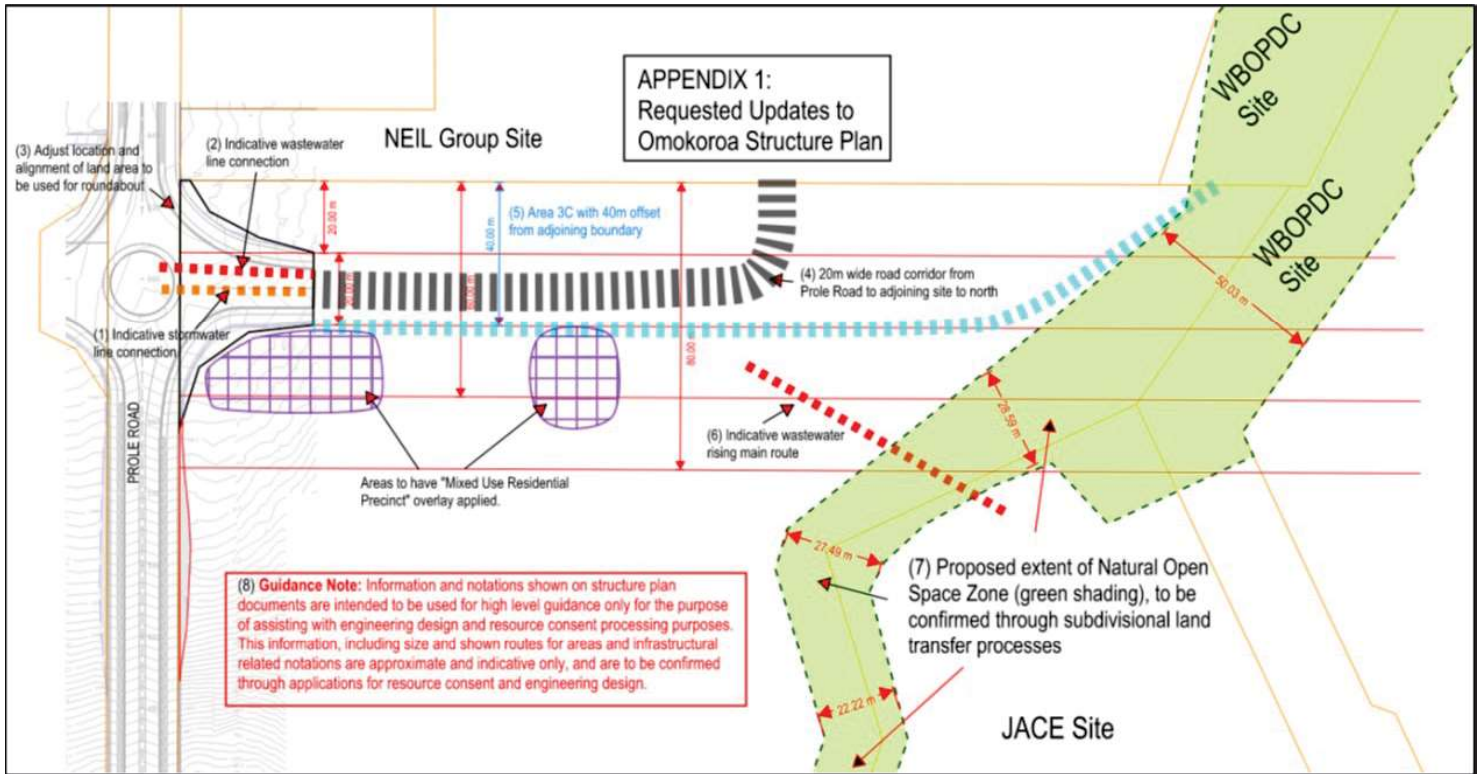 APPENDIX 1:
Requested Updates to
Omokoroa Structure Plan
NEIL Group Site
WBOPDC
Site
WBOPDC
Site
(3) Adjust location and
alignment of land area to
be used for roundabout
(2) Indicative wastewater
line connection
(5) Area 3C with 40m offset
from adjoining boundary
20.00 m
40.00 m
20.00 m
80.00 m
(4) 20m wide road corridor from
Prole Road to adjoining site to north
50.03 m
(1) Indicative stormwater
line connection
28.59 m
PROLE ROAD
(6) Indicative wastewater
rising main route
Areas to have "Mixed Use Residential
Precinct" overlay applied.
27.49 m
(7) Proposed extent of Natural Open
Space Zone (green shading), to be
confirmed through subdivisional land
transfer processes
(8) Guidance Note: Information and notations shown on structure plan
documents are intended to be used for high level guidance only for the purpose
of assisting with engineering design and resource consent processing purposes.
This information, including size and shown routes for areas and infrastructural
related notations are approximate and indicative only, and are to be confirmed
through applications for resource consent and engineering design.
22.22 m
JACE Site